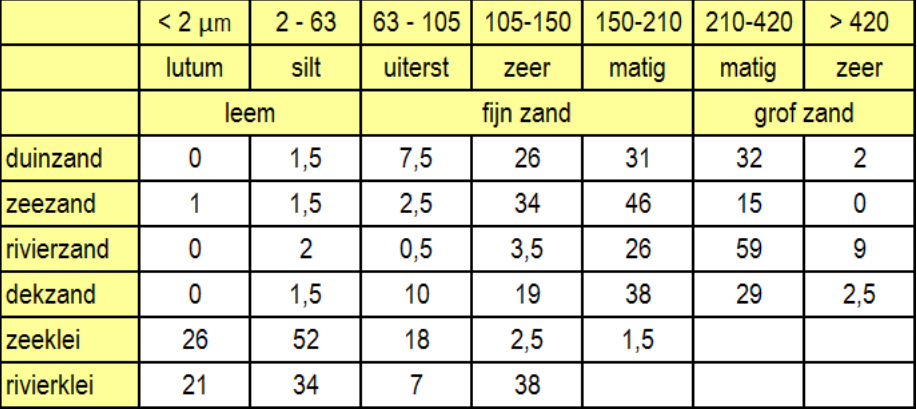 < 2 µm 2 - 63 63 - 105 105-150 150-210 210-420 > 420
lutum silt uiterst zeer matig matig zeer
leem fijn zand grof zand
duinzand 0 1,5 7,5 26 31 32 2
zeezand 1 1,5 2,5 34 46 15 0
rivierzand 0 2 0,5 3,5 26 59 9
dekzand 0 1,5 10 19 38 29 2,5
zeeklei 26 52 18 2,5 1,5
rivierklei 21 34 7 38